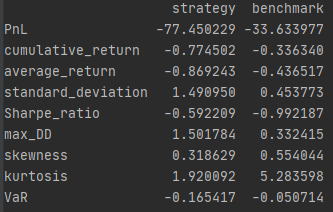 strategy benchmark
PnL -77.450229 -33.633977
cumulative_return -0.774502 -0.336340
average_return -0.869243 -0.436517
standard_deviation 1.490950 0.453773
Sharpe_ratio -0.592209 -0.992187
max_DD 1.501784 0.332415
skewness 0.318629 0.554044
kurtosis 1.920092 5.283598
VaR -0.165417 -0.050714